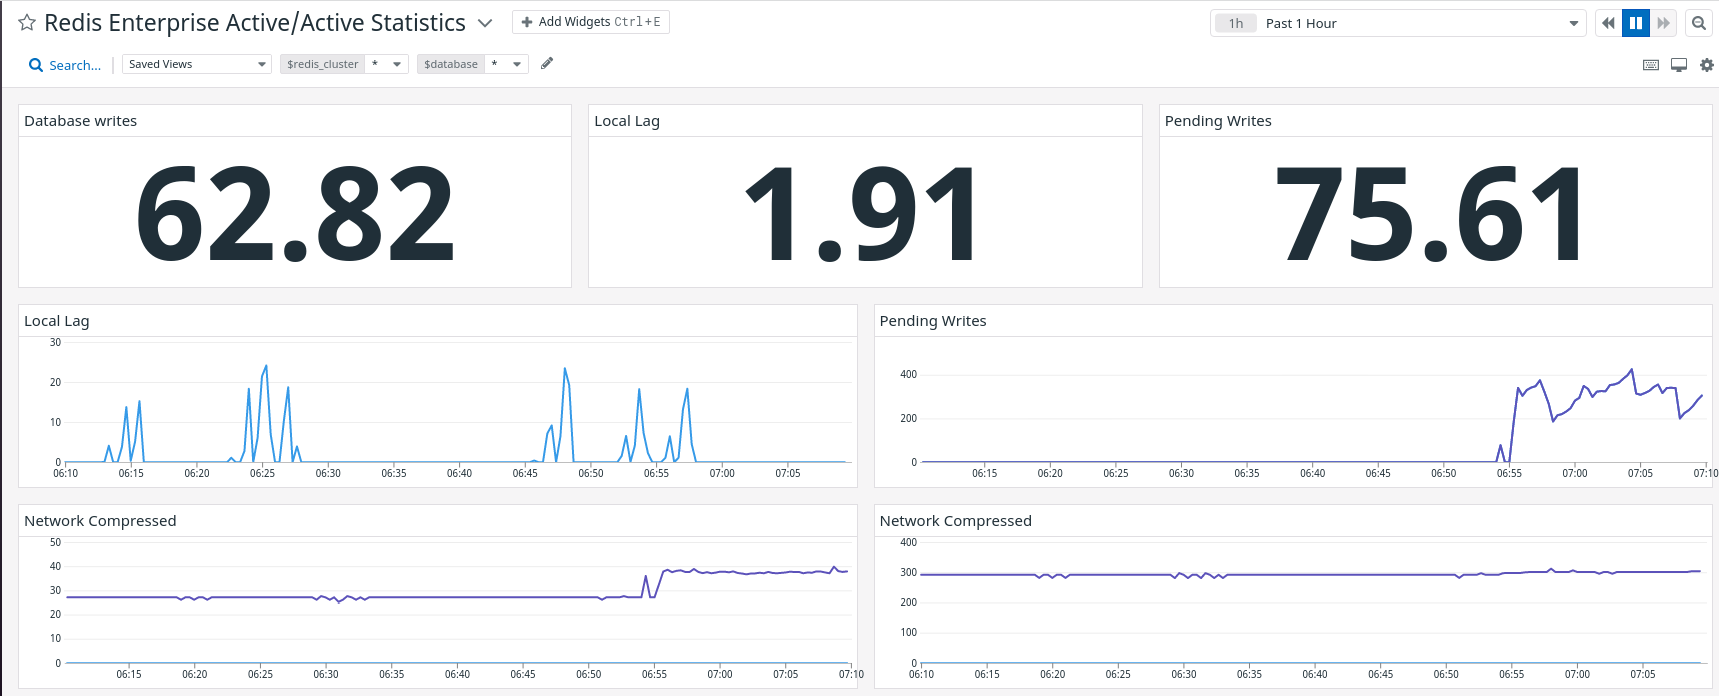 Redis Enterprise Active/Active Statistics
Add Widgets Ctrl+E
1h Past 1 Hour
Search...
Saved Views
$redis_cluster *
$database *
Database writes
62.82
Local Lag
1.91
Pending Writes
75.61
Local Lag
30
20
10
0
06:10 06:15 06:20 06:25 06:30 06:35 06:40 06:45 06:50 06:55 07:00 07:05
Pending Writes
400
200
0
06:15 06:20 06:25 06:30 06:35 06:40 06:45 06:50 06:55 07:00 07:05 07:10
Network Compressed
50
40
30
20
10
0
06:15 06:20 06:25 06:30 06:35 06:40 06:45 06:50 06:55 07:00 07:05 07:10
Network Compressed
400
300
200
100
0
06:10 06:15 06:20 06:25 06:30 06:35 06:40 06:45 06:50 06:55 07:00 07:05